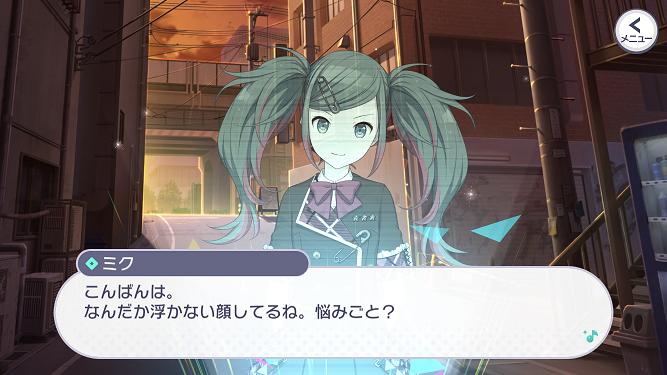 メニュー
ミク
こんばんは。
なんだか浮かない顔してるね。悩みごと？